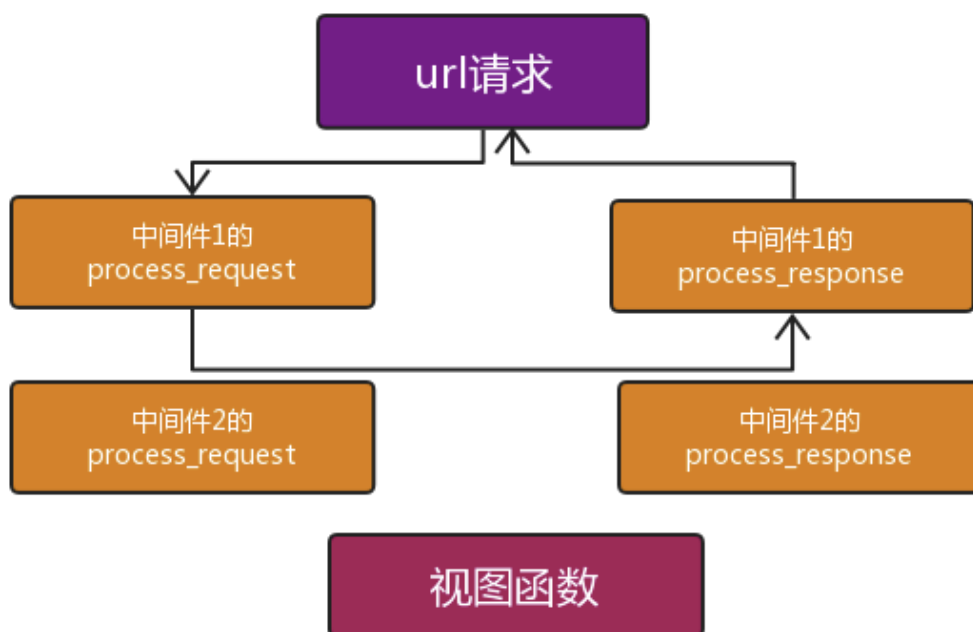 url请求
中间件1的
process_request
中间件1的
process_response
中间件2的
process_request
中间件2的
process_response
视图函数